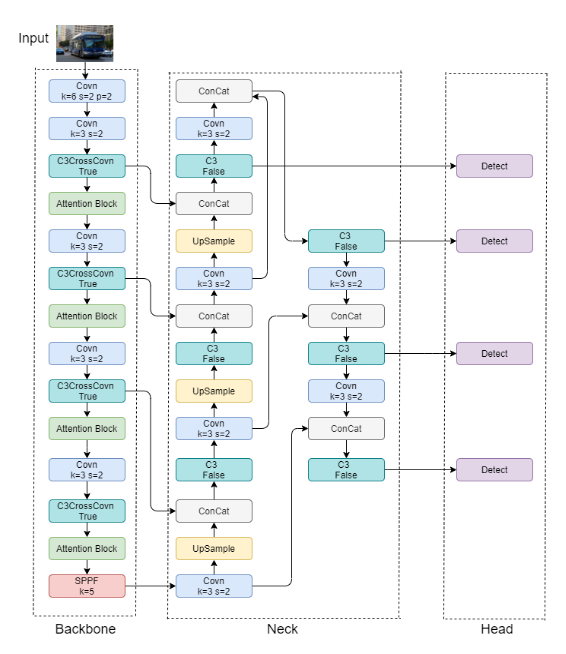 Input
Covn
k=6 s=2 p=2
Covn
k=3 s=2
C3CrossCovn
True
Attention Block
Covn
k=3 s=2
C3CrossCovn
True
Attention Block
Covn
k=3 s=2
C3CrossCovn
True
Attention Block
Covn
k=3 s=2
C3CrossCovn
True
Attention Block
SPPF
k=5
Backbone
ConCat
Covn
k=3 s=2
C3
False
ConCat
UpSample
Covn
k=3 s=2
ConCat
C3
False
UpSample
Covn
k=3 s=2
C3
False
ConCat
UpSample
Covn
k=3 s=2
C3
False
Covn
k=3 s=2
ConCat
C3
False
Covn
k=3 s=2
ConCat
C3
False
Neck
Detect
Detect
Detect
Detect
Head